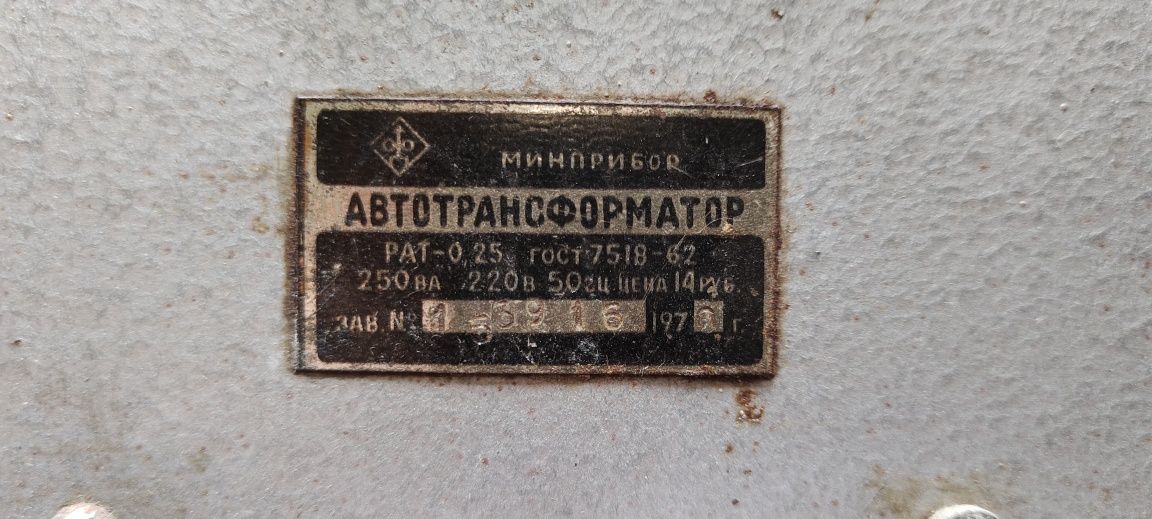 МИНПРИБОР
АВТОТРАНСФОРМАТОР
РАТ-0,25 ГОСТ 7518-62
250 ВА 220 В 50 гц ЦЕНА 14 РУБ.
ЗАВ. № г.